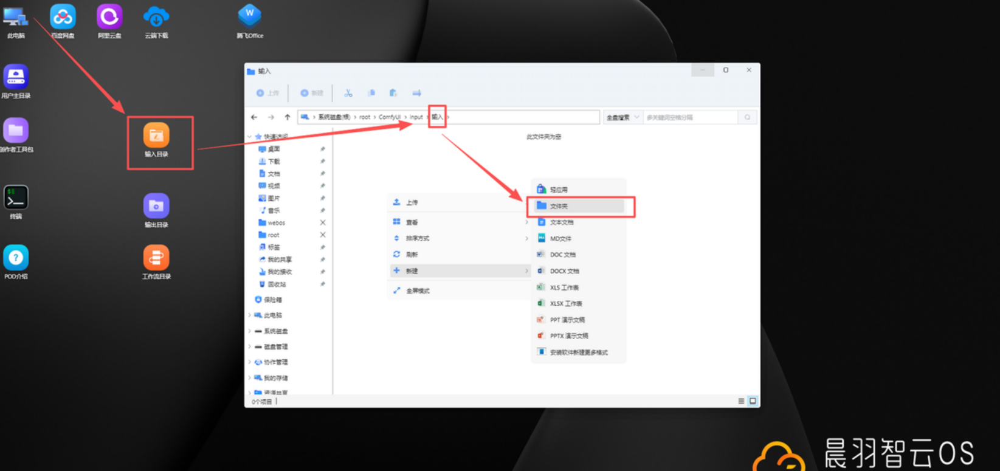 此电脑
百度网盘
阿里云盘
云端下载
W
腾飞Office
用户主目录
创作者工具包
输入目录
$
终端
输出目录
?
POD介绍
工作流目录
输入
上传
新建
系统磁盘(根) > root > ComfyUI > input > 输入 >
全盘搜索
多关键词空格分隔
快速访问
桌面
下载
文档
视频
图片
音乐
webos
root
标签
我的共享
我的接收
回收站
保险箱
此电脑
系统磁盘
磁盘管理
协作管理
我的存储
资源共享
0个项目
此文件夹为空
上传
查看
排序方式
刷新
新建
全屏模式
轻应用
文件夹
文本文档
MD文件
DOC 文档
DOCX 文档
XLS 工作表
XLSX 工作表
PPT 演示文稿
PPTX 演示文稿
安装软件新建更多格式
晨羽智云OS